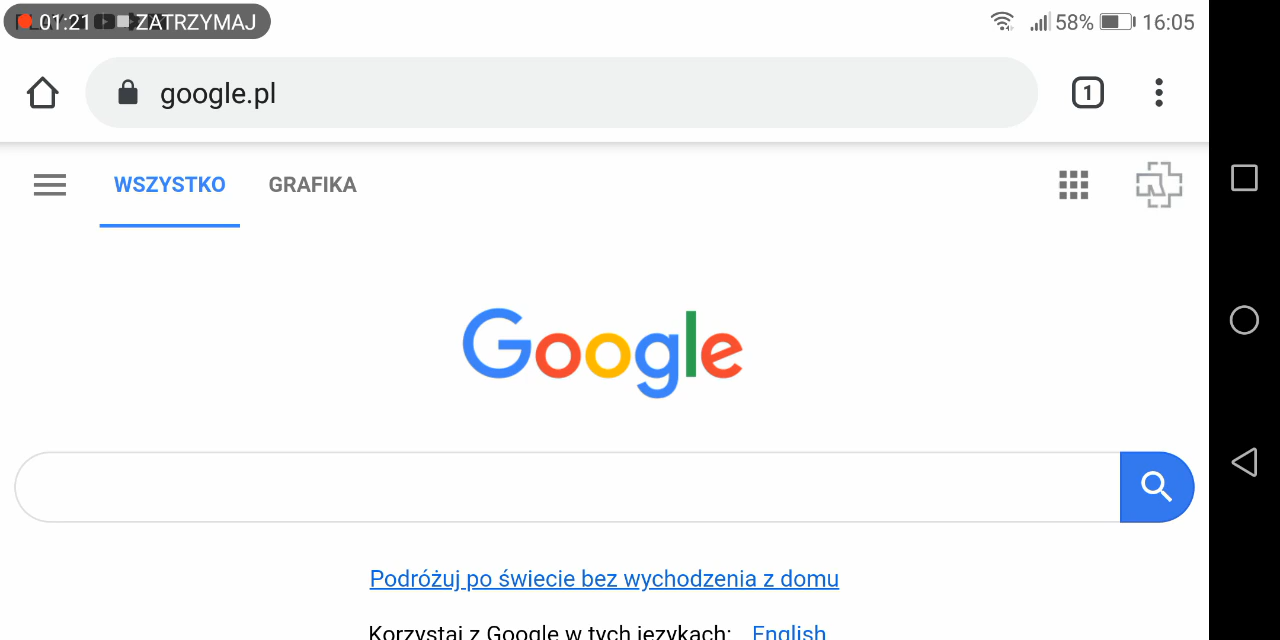 01:21 ZATRZYMAJ 58% 16:05
google.pl 1
WSZYSTKO GRAFIKA
Google
Podróżuj po świecie bez wychodzenia z domu
Korzystaj z Google w tych językach: English